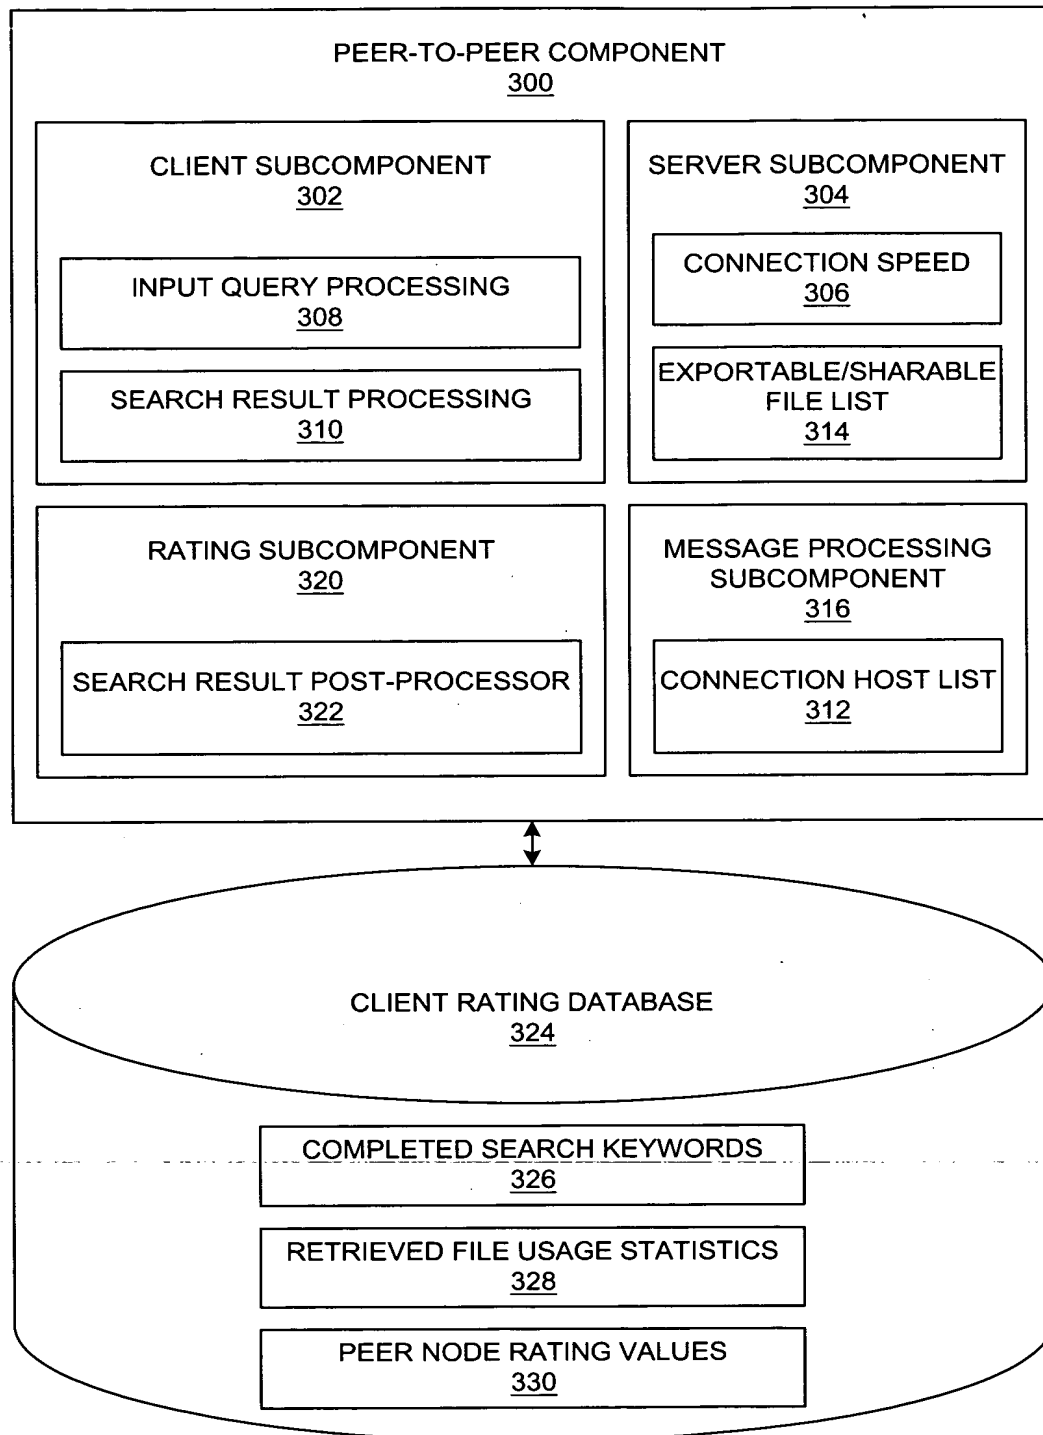 PEER-TO-PEER COMPONENT
300
CLIENT SUBCOMPONENT
302
INPUT QUERY PROCESSING
308
SEARCH RESULT PROCESSING
310
SERVER SUBCOMPONENT
304
CONNECTION SPEED
306
EXPORTABLE/SHARABLE
FILE LIST
314
RATING SUBCOMPONENT
320
SEARCH RESULT POST-PROCESSOR
322
MESSAGE PROCESSING
SUBCOMPONENT
316
CONNECTION HOST LIST
312
CLIENT RATING DATABASE
324
COMPLETED SEARCH KEYWORDS
326
RETRIEVED FILE USAGE STATISTICS
328
PEER NODE RATING VALUES
330